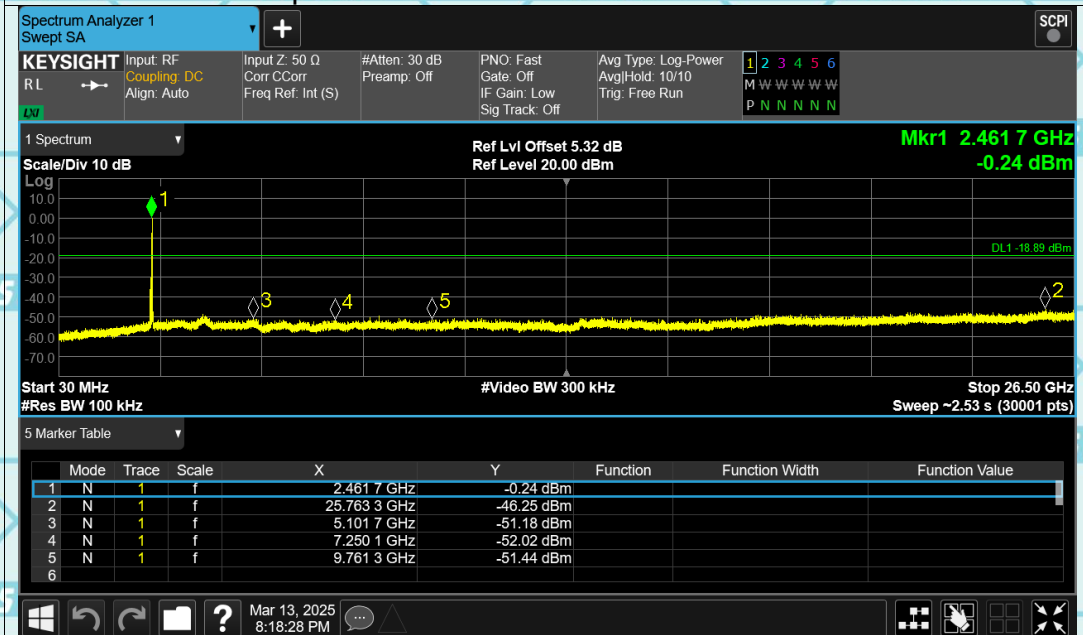 Spectrum Analyzer 1
Swept SA
+
SCPI
KEYSIGHT
R L
LXI
Input: RF
Coupling: DC
Align: Auto
Input Z: 50 Ω
Corr CCorr
Freq Ref: Int (S)
#Atten: 30 dB
Preamp: Off
PNO: Fast
Gate: Off
IF Gain: Low
Sig Track: Off
Avg Type: Log-Power
Avg|Hold: 10/10
Trig: Free Run
1 2 3 4 5 6
M W W W W W
P N N N N N
1 Spectrum
Scale/Div 10 dB
Ref Lvl Offset 5.32 dB
Ref Level 20.00 dBm
Mkr1 2.461 7 GHz
-0.24 dBm
Log
10.0
0.00
-10.0
-20.0
-30.0
-40.0
-50.0
-60.0
-70.0
1
3
4
5
2
DL1 -18.89 dBm
Start 30 MHz
#Res BW 100 kHz
#Video BW 300 kHz
Stop 26.50 GHz
Sweep ~2.53 s (30001 pts)
5 Marker Table
Mode Trace Scale X Y Function Function Width Function Value
1 N 1 f 2.461 7 GHz -0.24 dBm
2 N 1 f 25.763 3 GHz -46.25 dBm
3 N 1 f 5.101 7 GHz -51.18 dBm
4 N 1 f 7.250 1 GHz -52.02 dBm
5 N 1 f 9.761 3 GHz -51.44 dBm
6
?
Mar 13, 2025
8:18:28 PM